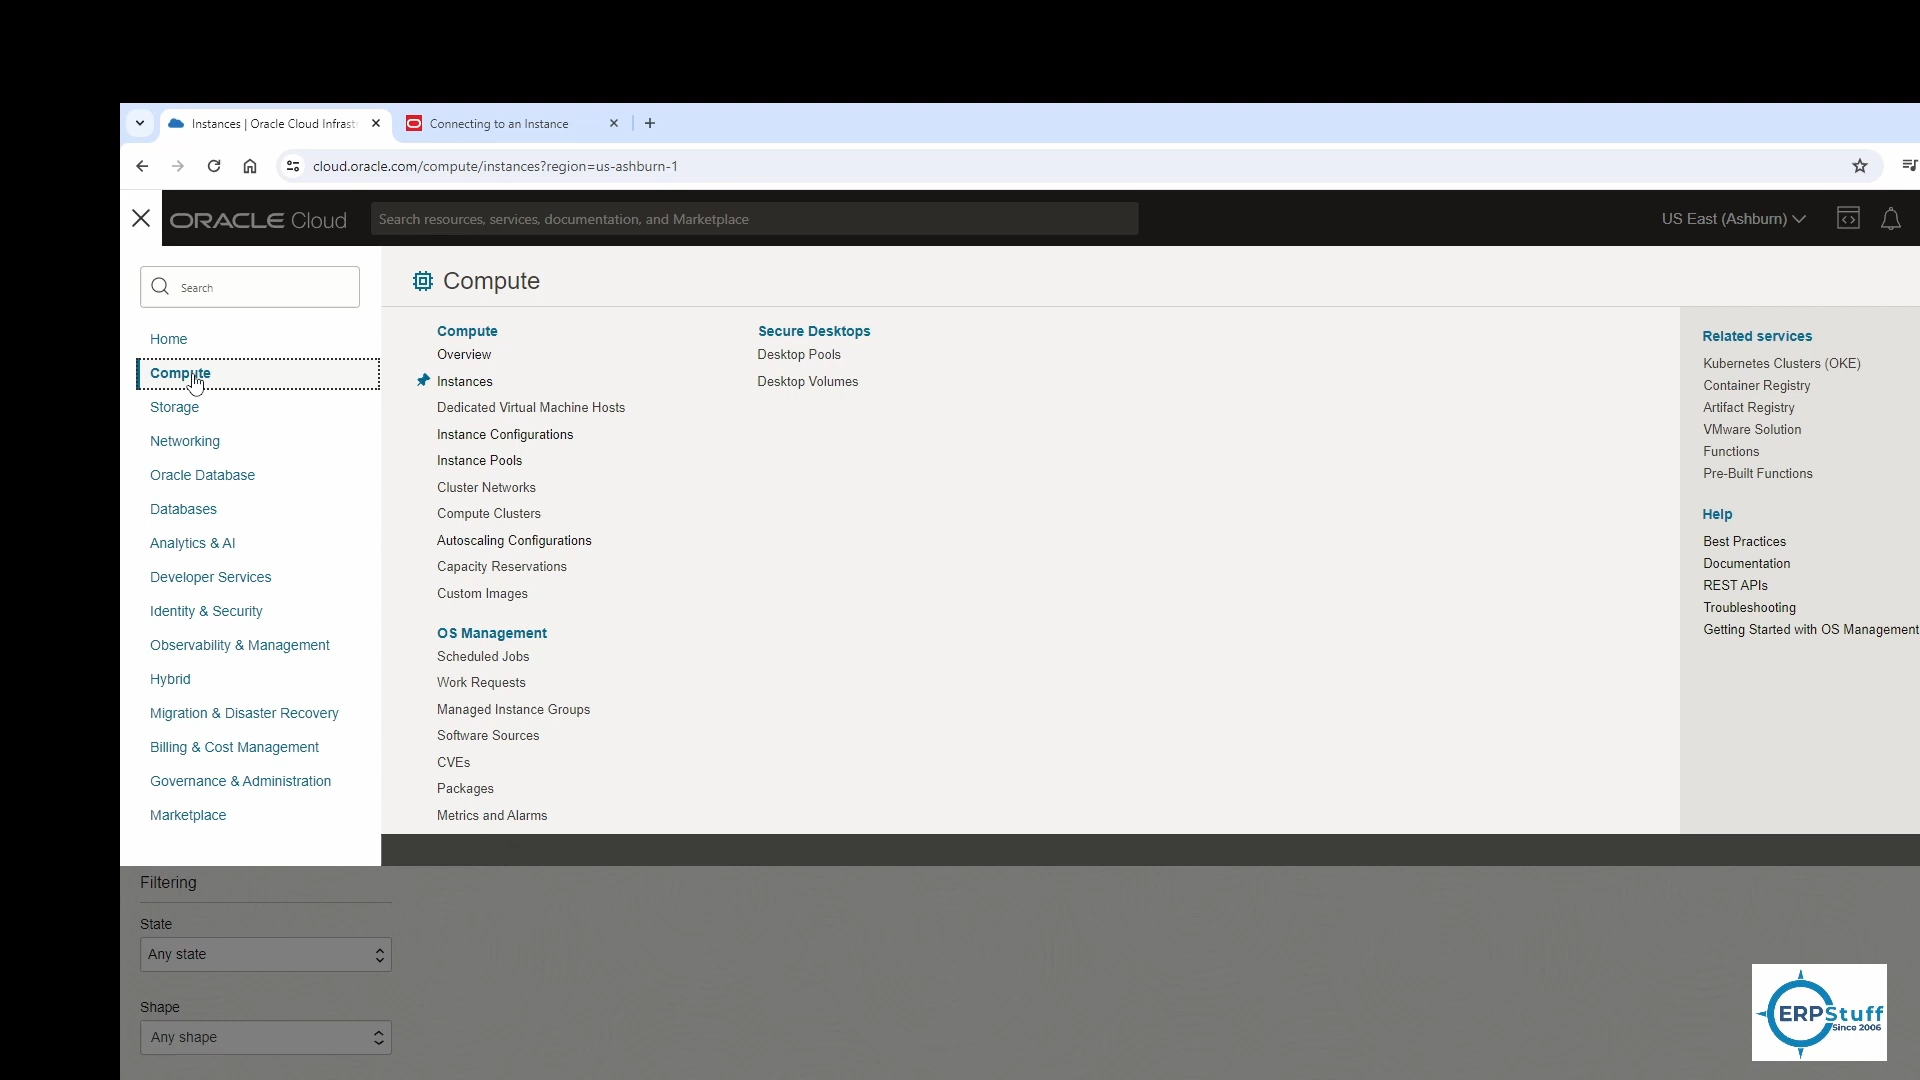 Instances | Oracle Cloud Infrast
Connecting to an Instance
cloud.oracle.com/compute/instances?region=us-ashburn-1
ORACLE Cloud
Search resources, services, documentation, and Marketplace
US East (Ashburn)
Search
Home
Compute
Storage
Networking
Oracle Database
Databases
Analytics & AI
Developer Services
Identity & Security
Observability & Management
Hybrid
Migration & Disaster Recovery
Billing & Cost Management
Governance & Administration
Marketplace
Compute
Compute
Overview
Instances
Dedicated Virtual Machine Hosts
Instance Configurations
Instance Pools
Cluster Networks
Compute Clusters
Autoscaling Configurations
Capacity Reservations
Custom Images
OS Management
Scheduled Jobs
Work Requests
Managed Instance Groups
Software Sources
CVEs
Packages
Metrics and Alarms
Secure Desktops
Desktop Pools
Desktop Volumes
Related services
Kubernetes Clusters (OKE)
Container Registry
Artifact Registry
VMware Solution
Functions
Pre-Built Functions
Help
Best Practices
Documentation
REST APIs
Troubleshooting
Getting Started with OS Management
Filtering
State
Any state
Shape
Any shape
ERPStuff
Since 2006